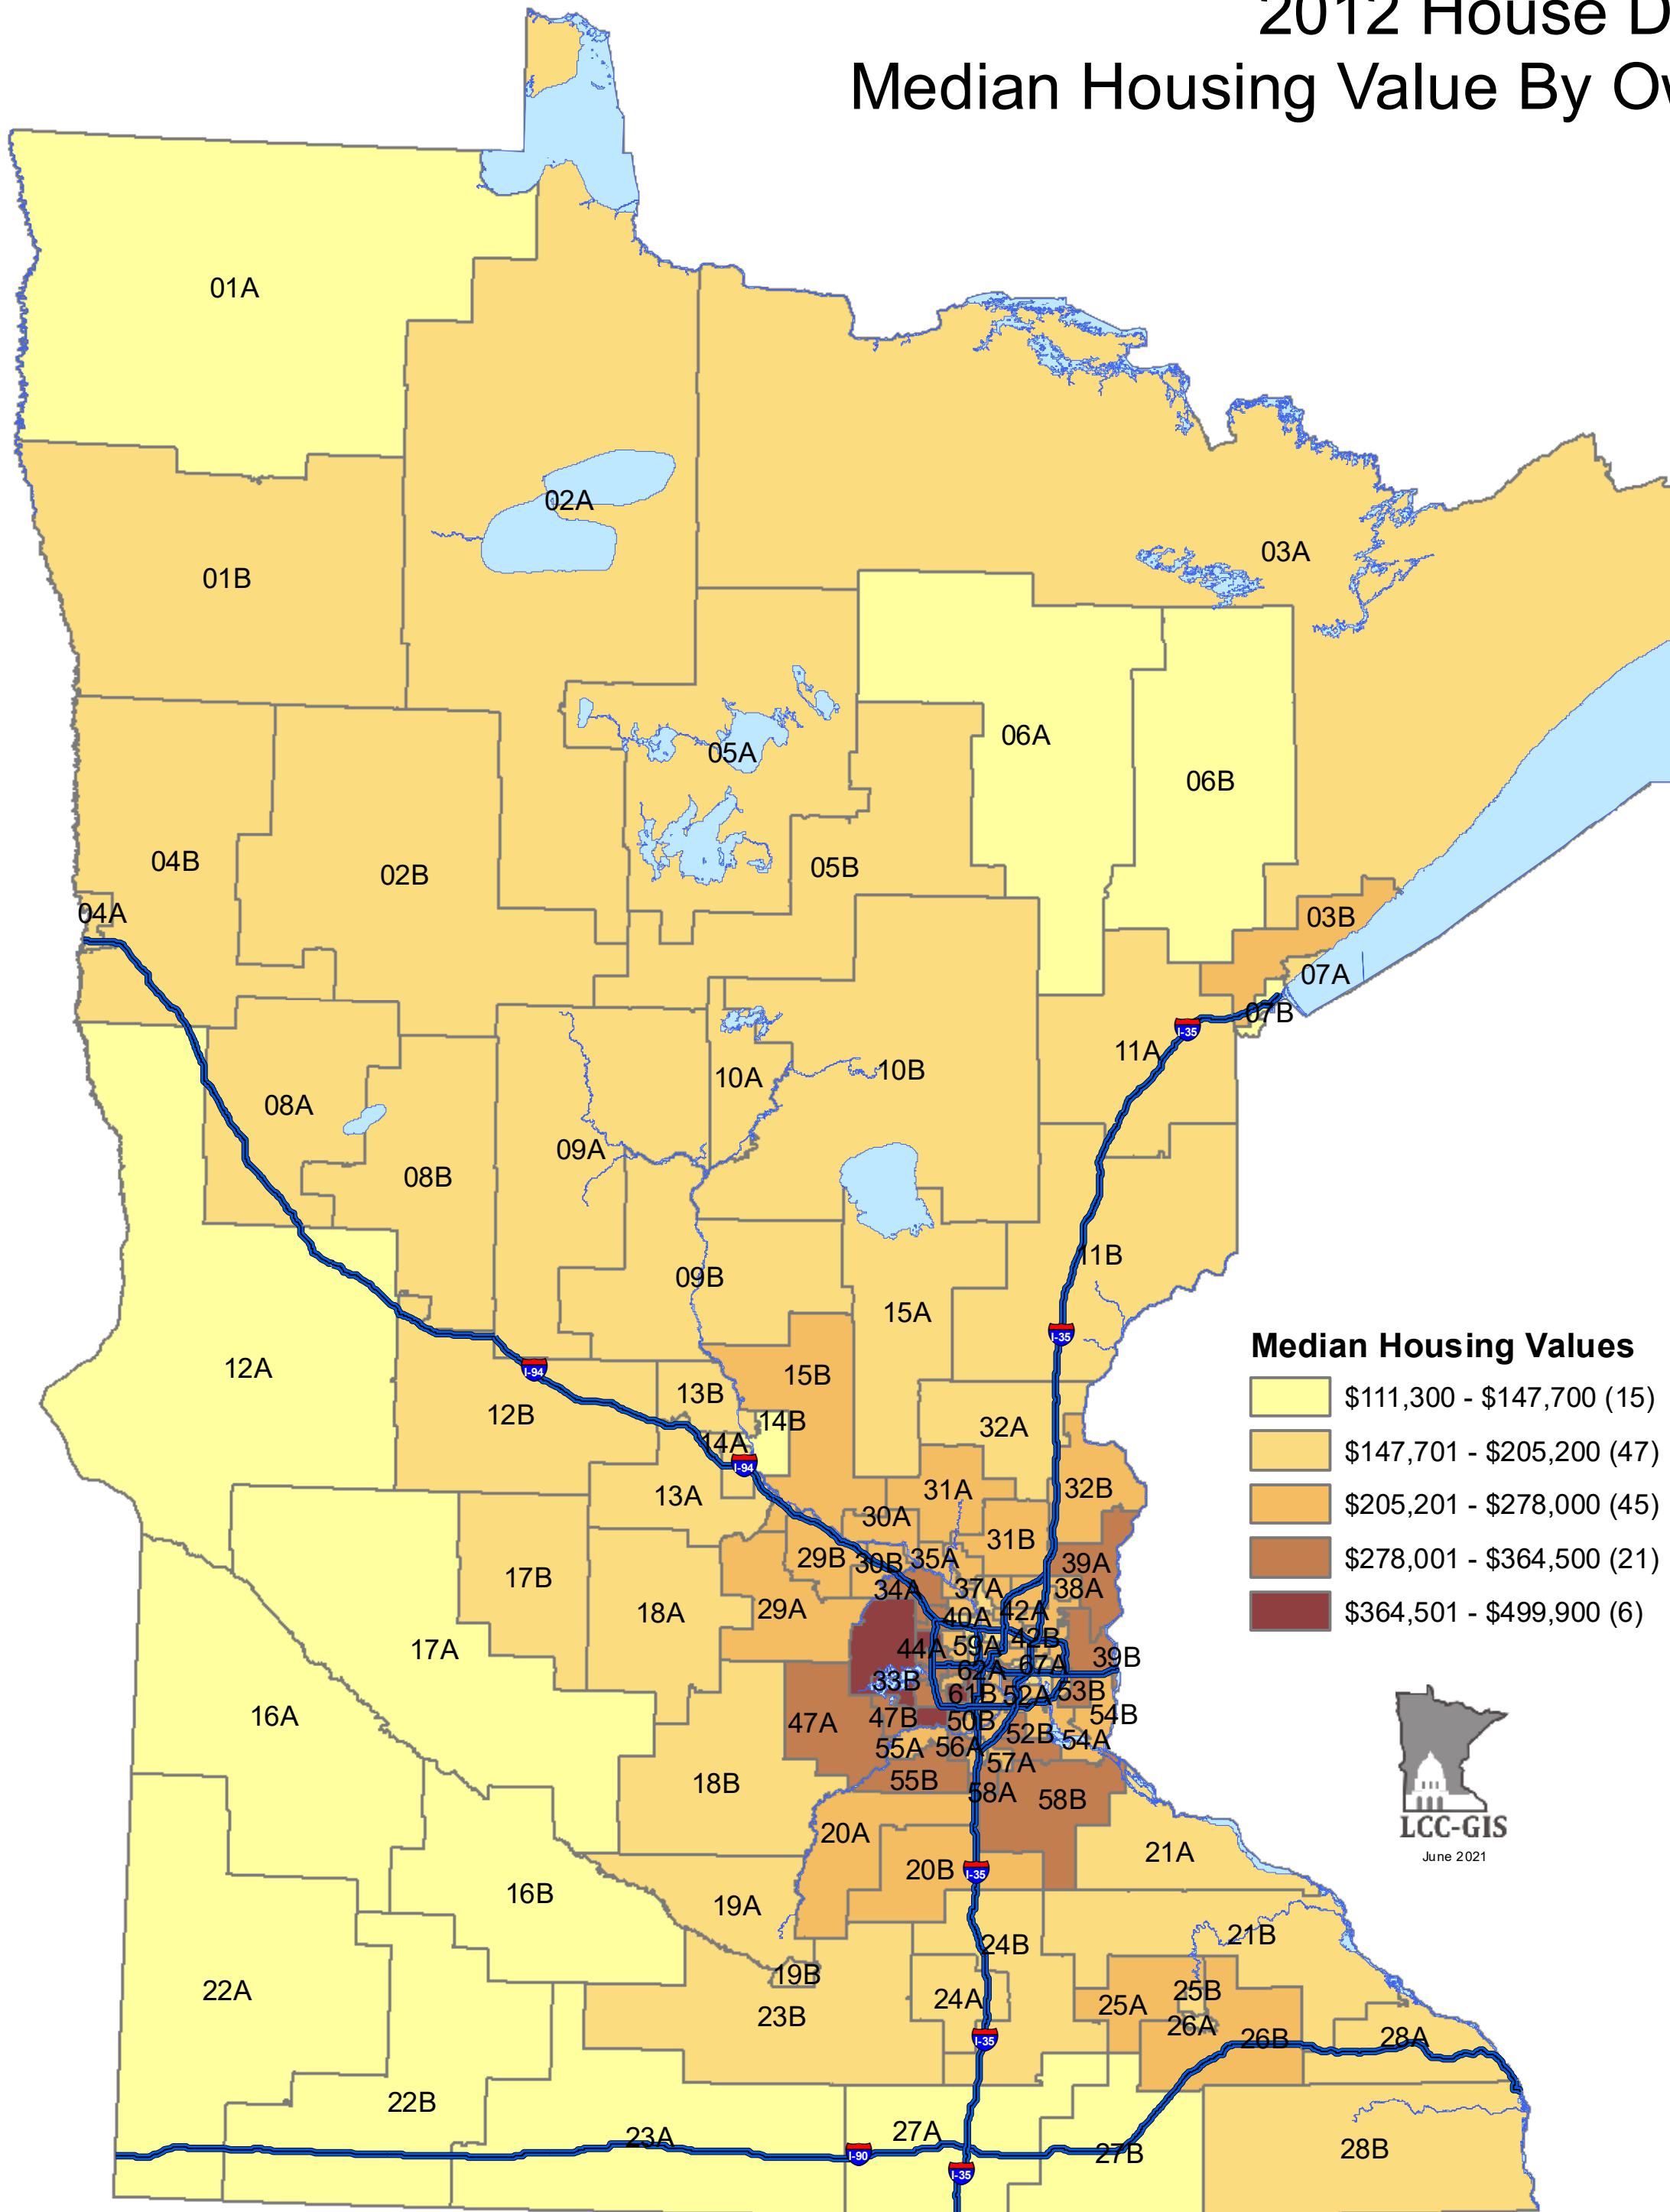 2012 House D
Median Housing Value By Ow
01A
02A
01B
03A
05A
06A
06B
04B
02B
05B
04A
03B
07A
07B
I-35
11A
10A
10B
08A
09A
08B
11B
09B
15A
I-35
12A
I-94
15B
13B
12B
14B
14A
32A
I-94
13A
31A
32B
30A
31B
17B
29B
30B
35A
39A
34A
37A
38A
18A
29A
40A
42A
17A
44A
59A
42B
39B
62A
67A
33B
61B
52A
53B
16A
47A
47B
50B
54B
52B
54A
55A
56A
57A
18B
55B
58A
58B
20A
21A
20B
I-35
16B
19A
21B
24B
19B
22A
25B
24A
25A
23B
26A
26B
28A
I-35
22B
23A
27A
I-90
27B
28B
I-35
Median Housing Values
$111,300 - $147,700 (15)
$147,701 - $205,200 (47)
$205,201 - $278,000 (45)
$278,001 - $364,500 (21)
$364,501 - $499,900 (6)
LCC-GIS
June 2021